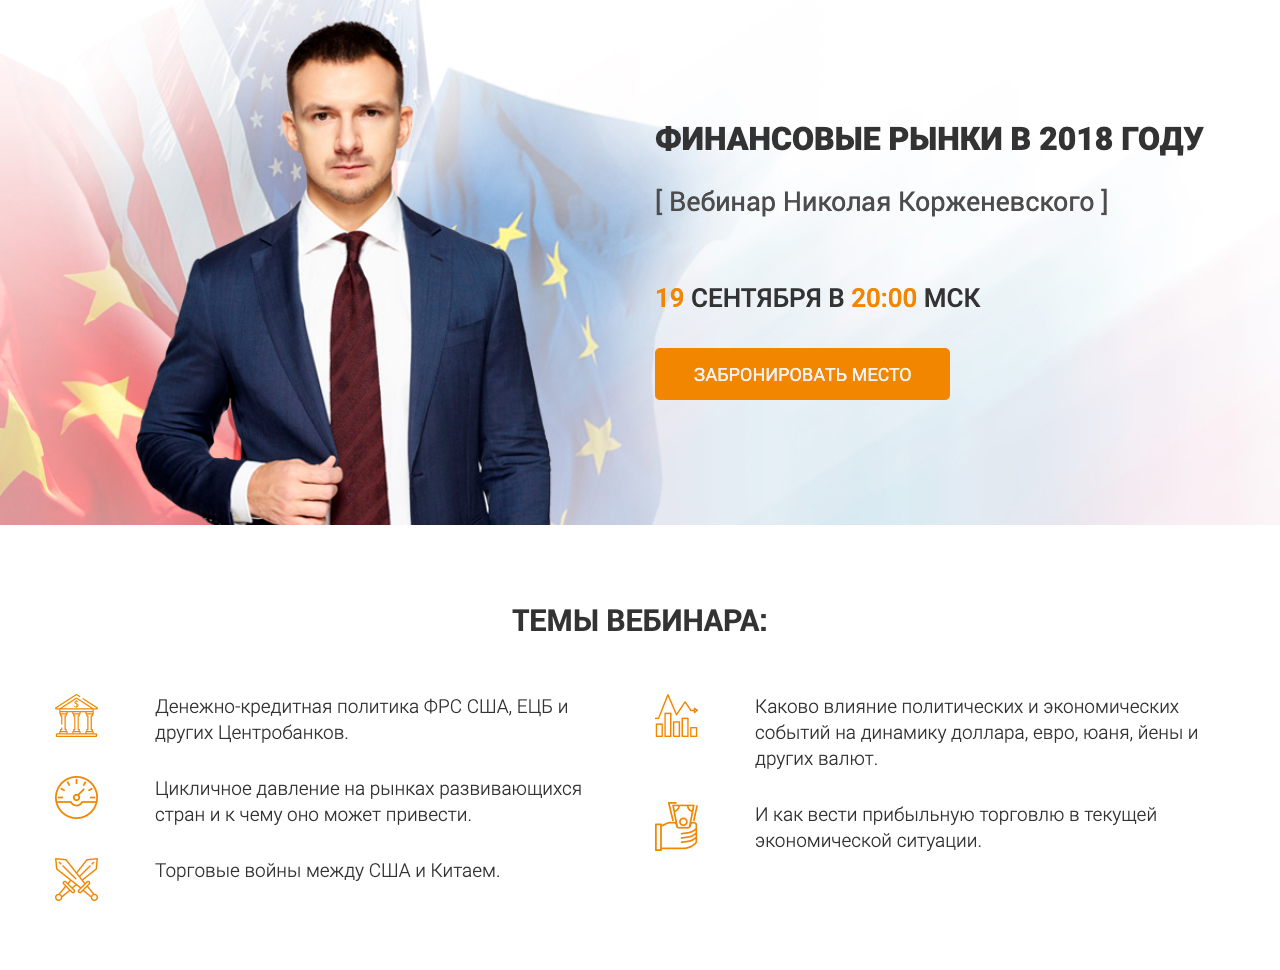 ФИНАНСОВЫЕ РЫНКИ В 2018 ГОДУ
[ Вебинар Николая Корженевского ]
19 СЕНТЯБРЯ В 20:00 МСК
ЗАБРОНИРОВАТЬ МЕСТО
ТЕМЫ ВЕБИНАРА:
Денежно-кредитная политика ФРС США, ЕЦБ и
других Центробанков.
Цикличное давление на рынках развивающихся
стран и к чему оно может привести.
Торговые войны между США и Китаем.
Каково влияние политических и экономических
событий на динамику доллара, евро, юаня, йены и
других валют.
И как вести прибыльную торговлю в текущей
экономической ситуации.